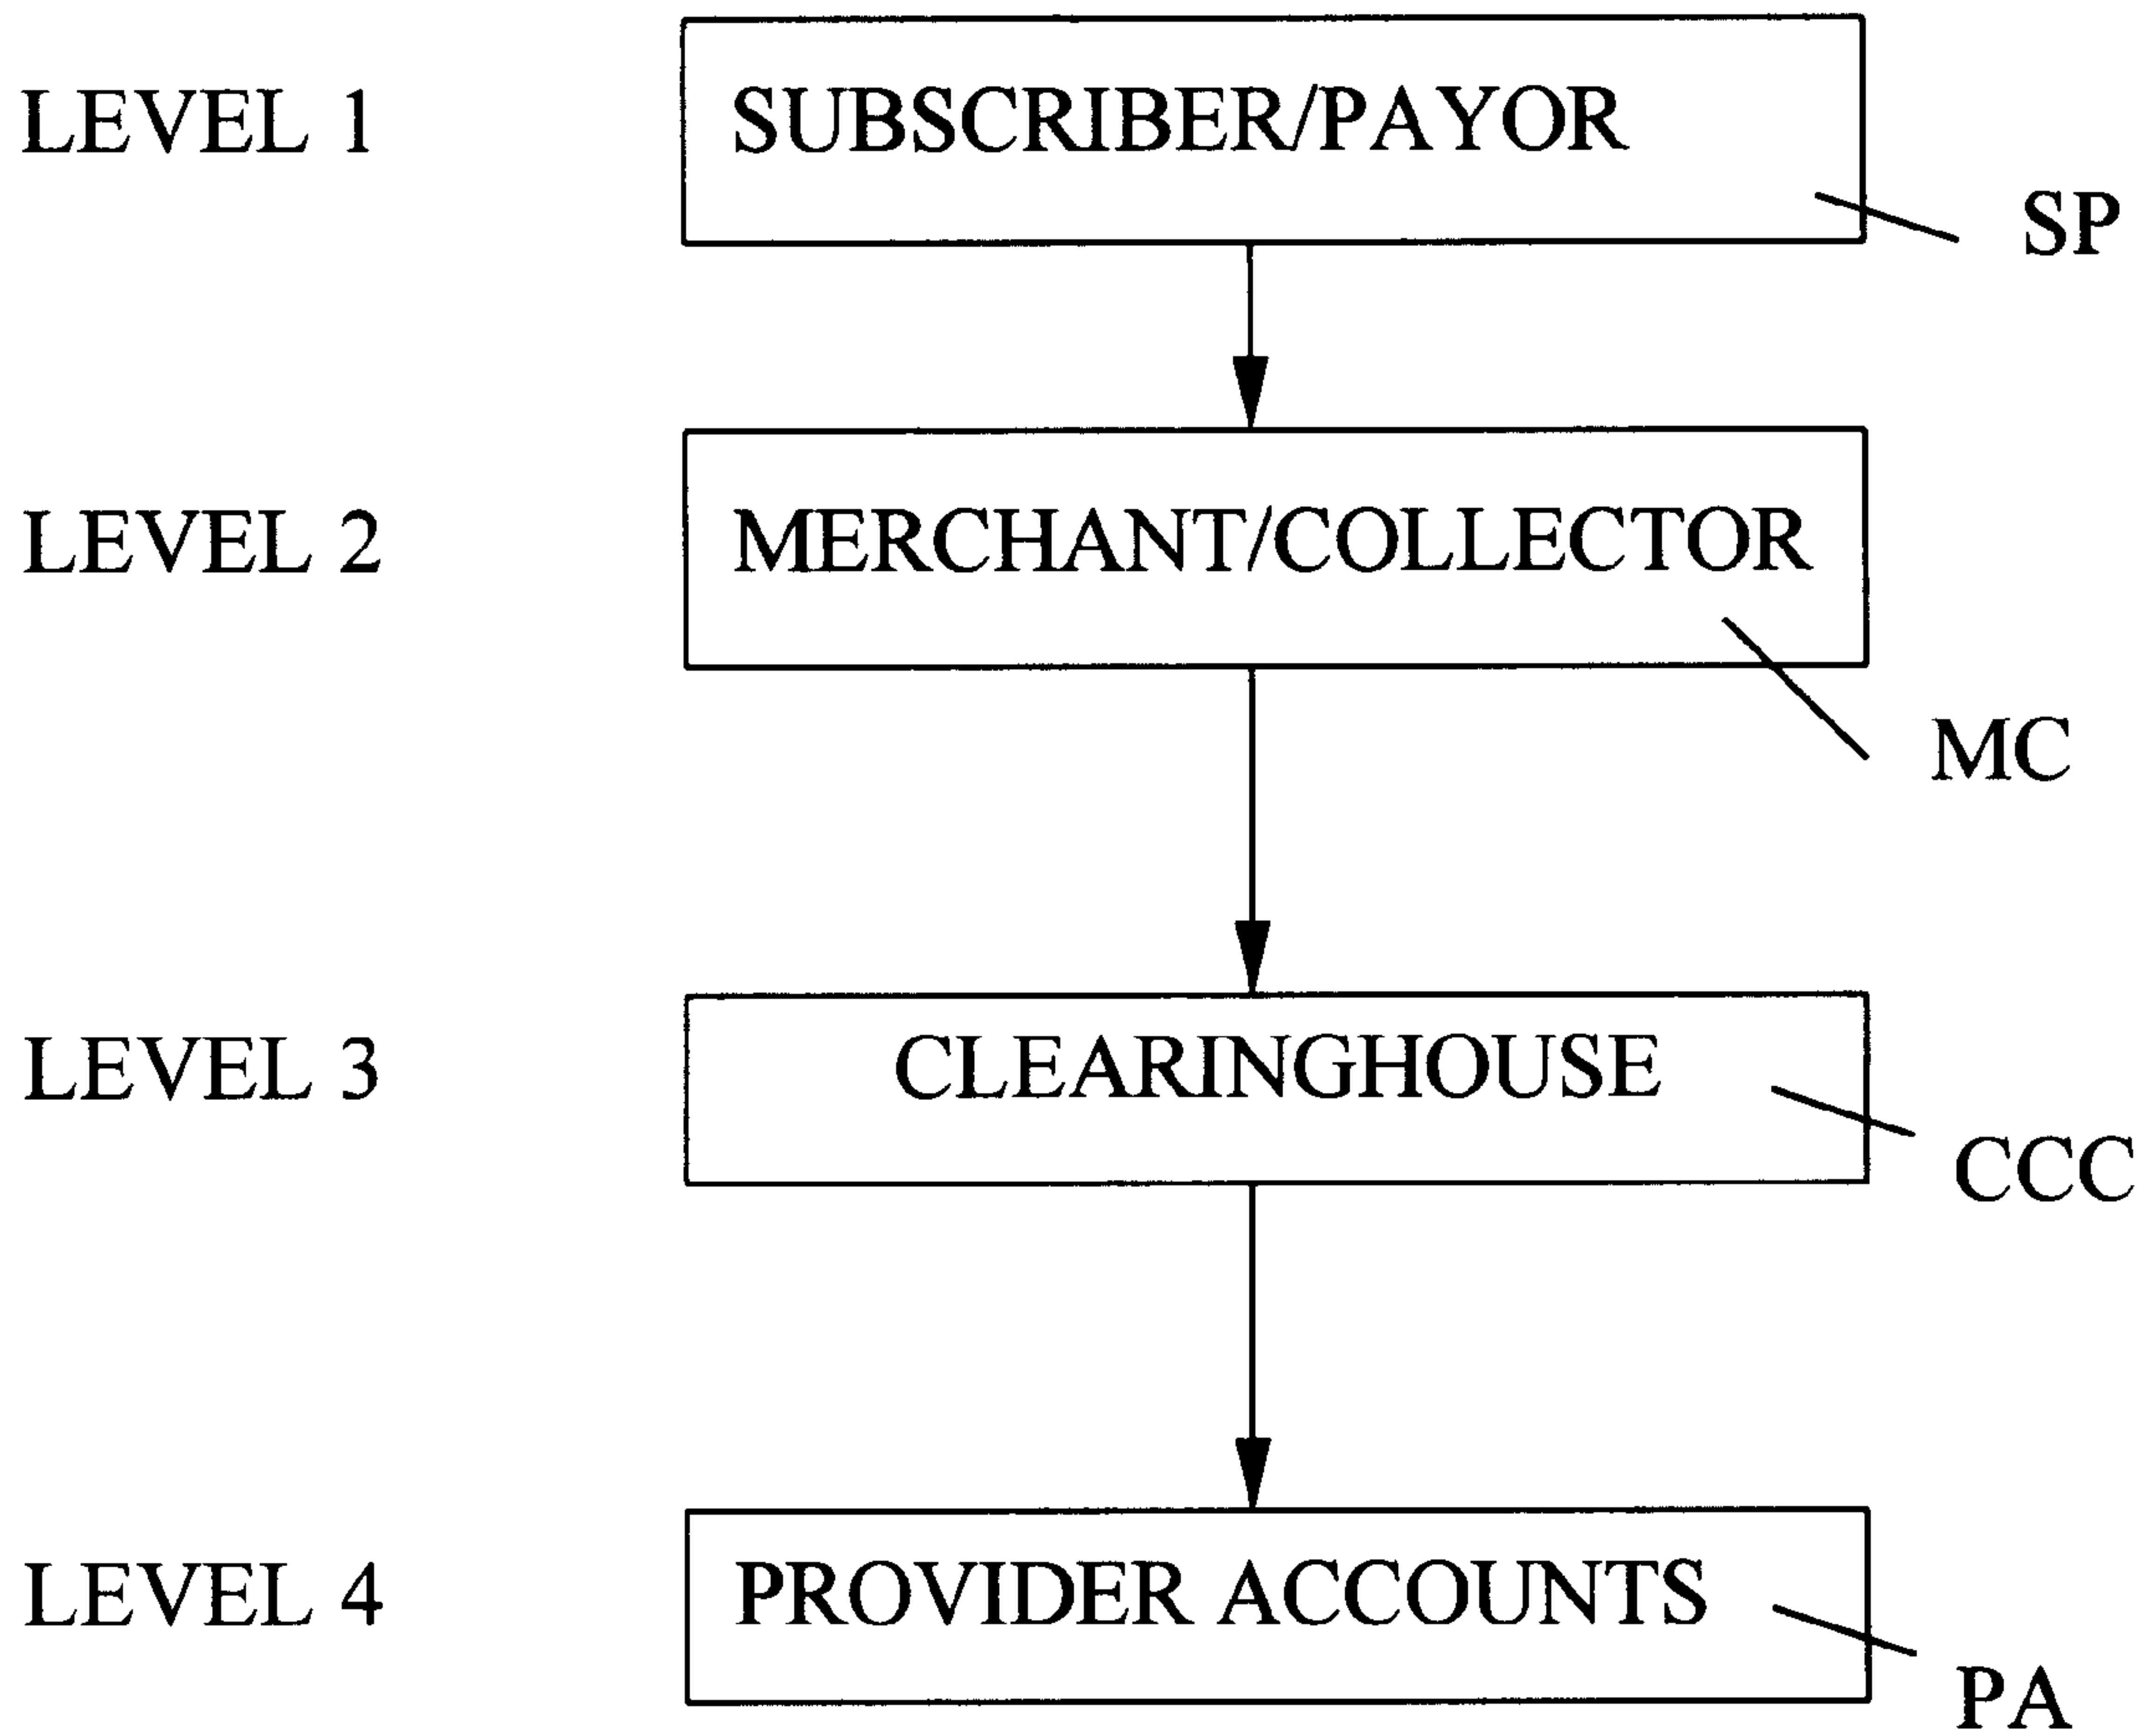 LEVEL 1
SUBSCRIBER/PAYOR
SP
LEVEL 2
MERCHANT/COLLECTOR
MC
LEVEL 3
CLEARINGHOUSE
CCC
LEVEL 4
PROVIDER ACCOUNTS
PA